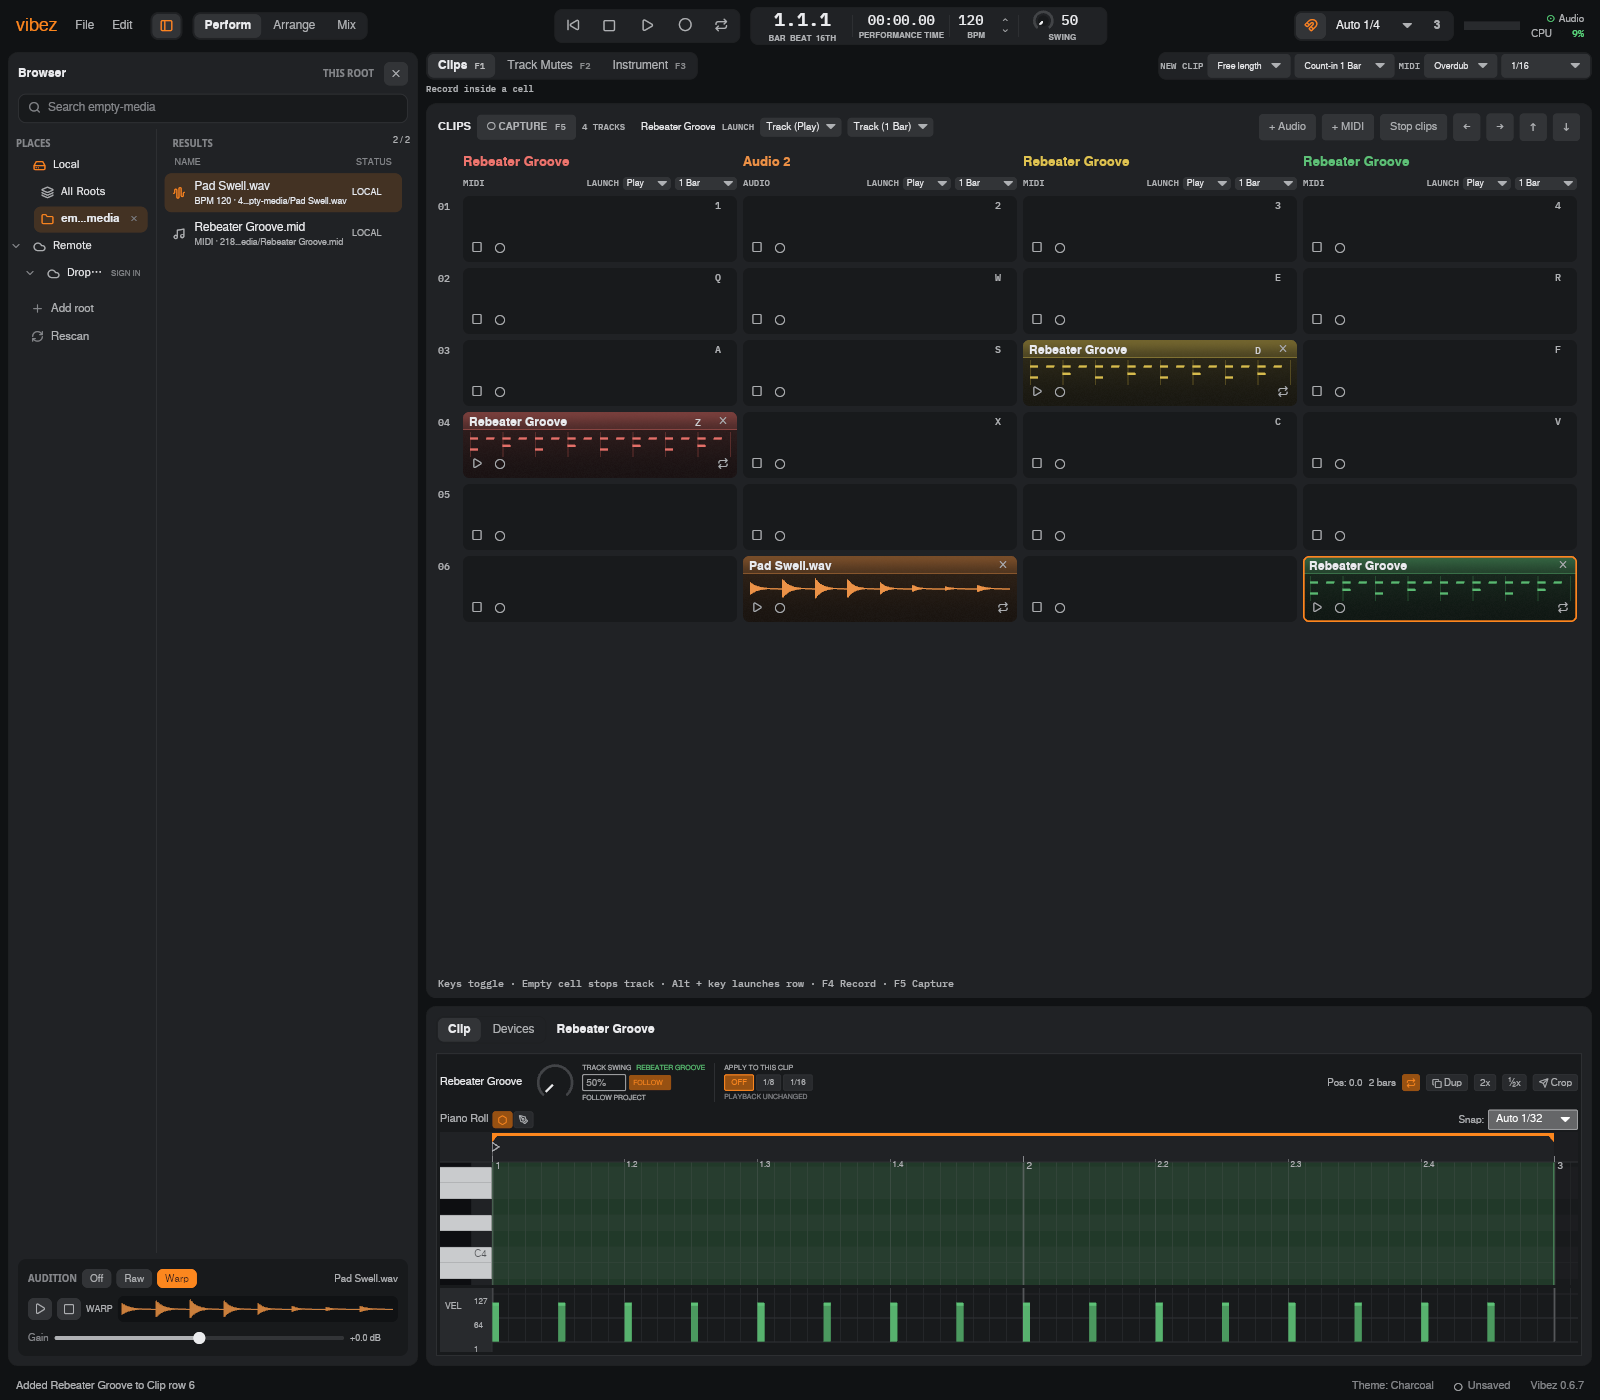 vibez File Edit Perform Arrange Mix 1.1.1 00:00.00 120 50 Auto 1/4 3 Audio
BAR BEAT 16TH PERFORMANCE TIME BPM SWING CPU 9%
Browser THIS ROOT
Search empty-media
PLACES
Local
All Roots
em...media
Remote
Drop··· SIGN IN
Add root
Rescan
RESULTS 2 / 2
NAME STATUS
Pad Swell.wav LOCAL
BPM 120 · 4...pty-media/Pad Swell.wav
Rebeater Groove.mid LOCAL
MIDI · 218...edia/Rebeater Groove.mid
AUDITION Off Raw Warp Pad Swell.wav
WARP
Gain +0.0 dB
Clips F1 Track Mutes F2 Instrument F3 NEW CLIP Free length Count-in 1 Bar MIDI Overdub 1/16
Record inside a cell
CLIPS CAPTURE F5 4 TRACKS Rebeater Groove LAUNCH Track (Play) Track (1 Bar) + Audio + MIDI Stop clips ← → ↑ ↓
Rebeater Groove Audio 2 Rebeater Groove Rebeater Groove
MIDI LAUNCH Play 1 Bar AUDIO LAUNCH Play 1 Bar MIDI LAUNCH Play 1 Bar MIDI LAUNCH Play 1 Bar
01 1 2 3 4
02 Q W E R
03 A S Rebeater Groove D F
04 Rebeater Groove Z X C V
05
06 Pad Swell.wav Rebeater Groove
Keys toggle · Empty cell stops track · Alt + key launches row · F4 Record · F5 Capture
Clip Devices Rebeater Groove
Rebeater Groove TRACK SWING REBEATER GROOVE APPLY TO THIS CLIP
50% FOLLOW OFF 1/8 1/16 Pos: 0.0 2 bars Dup 2x ½x Crop
FOLLOW PROJECT PLAYBACK UNCHANGED
Piano Roll Snap: Auto 1/32
1 1.2 1.3 1.4 2 2.2 2.3 2.4 3
C4
VEL 127
64
1
Added Rebeater Groove to Clip row 6 Theme: Charcoal Unsaved Vibez 0.6.7